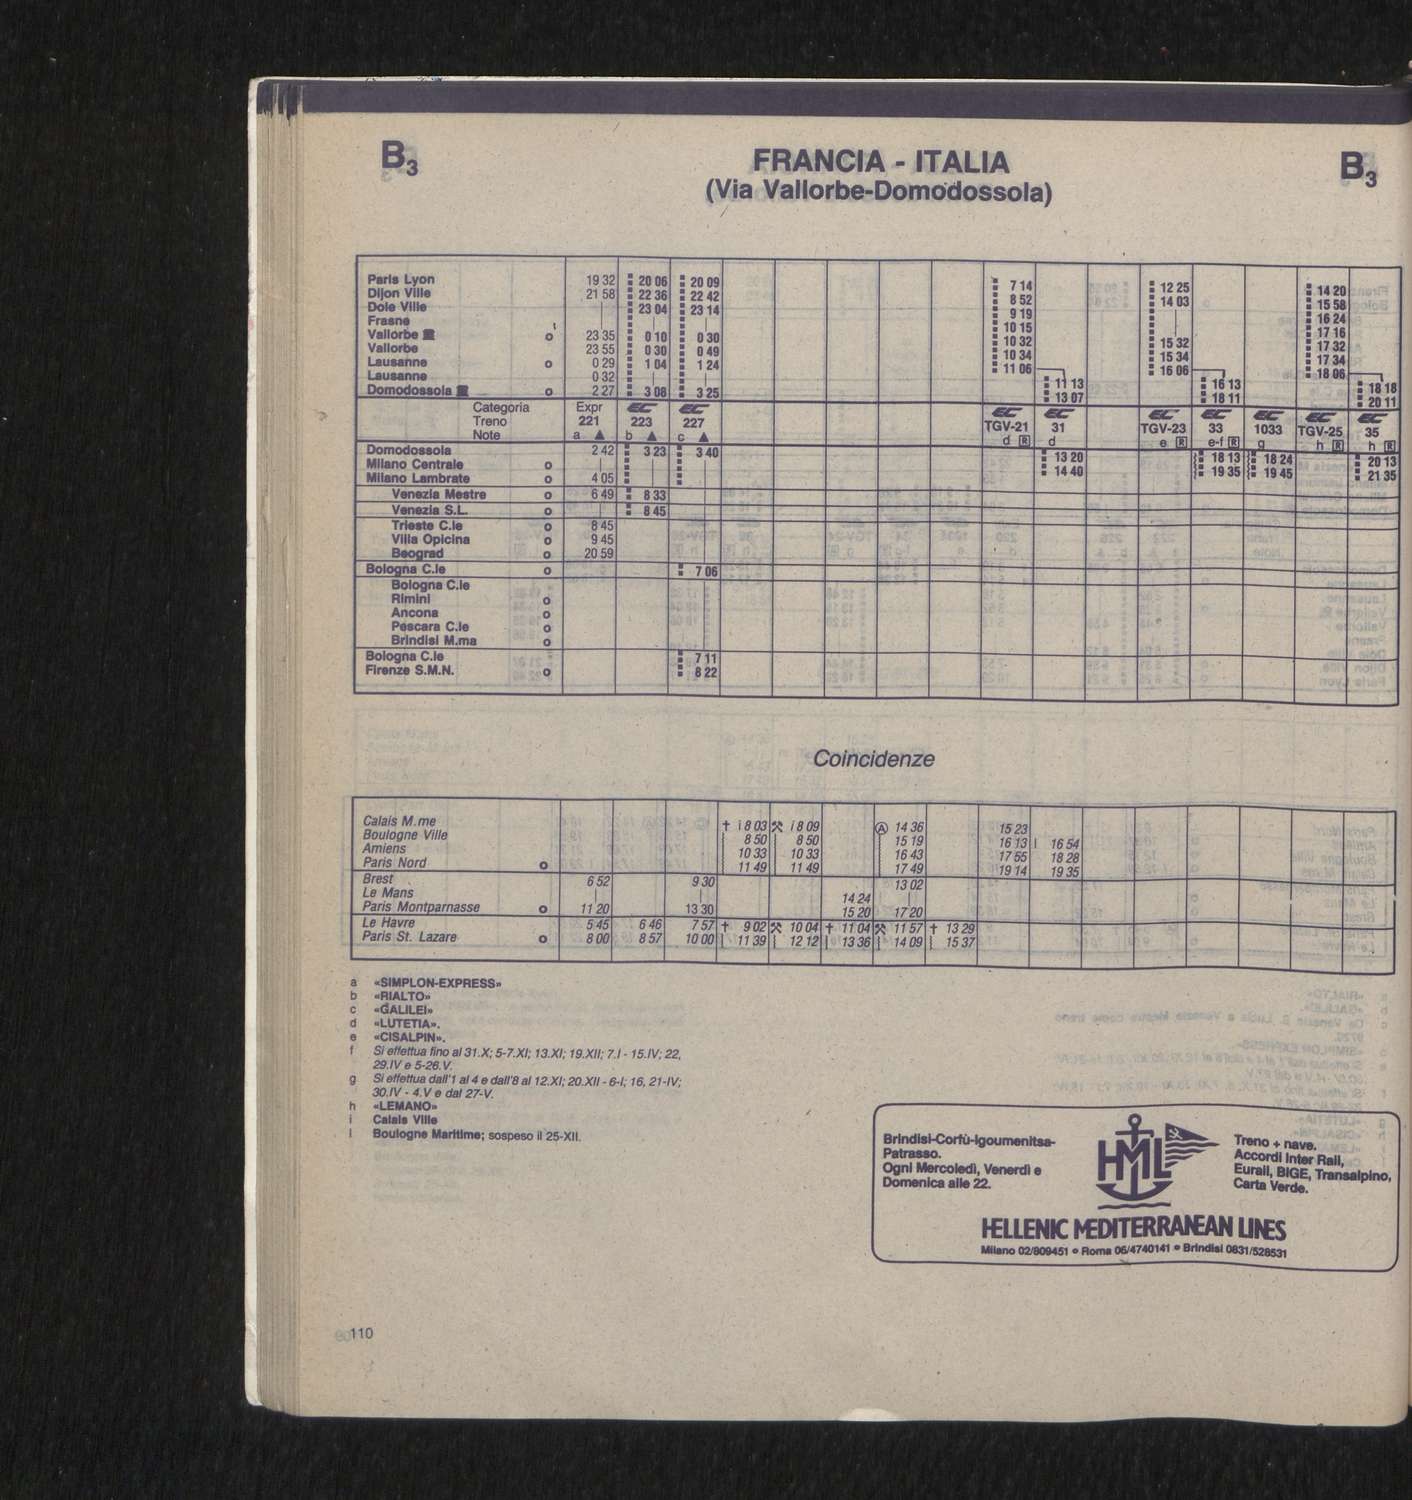 B3
FRANCIA - ITALIA
(Via Vallorbe-Domodossola)
B3
Paris Lyon 19 32 20 06 20 09 7 14 12 25 14 20
Dijon Ville 21 58 22 36 22 42 8 52 14 03 15 58
Dole Ville 23 04 23 14 9 19 16 24
Frasne 10 15 17 16
Vallorbe o 23 35 0 10 0 30 10 32 15 32 17 32
Vallorbe 23 55 0 30 0 49 10 34 15 34 17 34
Lausanne o 0 29 1 04 1 24 11 06 16 06 18 06
Lausanne 0 32 11 13 16 13 18 18
Domodossola o 2 27 3 08 3 25 13 07 18 11 20 11
Categoria Expr EC EC EC EC EC EC EC EC EC
Treno 221 223 227 TGV-21 31 TGV-23 33 1033 TGV-25 35
Note a ▲ b ▲ c ▲ d R d e R e-f R g h R h R
Domodossola 2 42 3 23 3 40 13 20 18 13 18 24 20 13
Milano Centrale o 14 40 19 35 19 45 21 35
Milano Lambrate o 4 05
Venezia Mestre o 6 49 8 33
Venezia S.L. o 8 45
Trieste C.le o 8 45
Villa Opicina o 9 45
Beograd o 20 59
Bologna C.le o 7 06
Bologna C.le
Rimini o
Ancona o
Pescara C.le o
Brindisi M.ma o
Bologna C.le 7 11
Firenze S.M.N. o 8 22
Coincidenze
Calais M.me † i 8 03 ⚒ i 8 09 Ⓐ 14 36 15 23
Boulogne Ville 8 50 8 50 15 19 16 13 l 16 54
Amiens 10 33 10 33 16 43 17 55 18 28
Paris Nord o 11 49 11 49 17 49 19 14 19 35
Brest 6 52 9 30 13 02
Le Mans 14 24
Paris Montparnasse o 11 20 13 30 15 20 17 20
Le Havre 5 45 6 46 7 57 † 9 02 ⚒ 10 04 † 11 04 ⚒ 11 57 † 13 29
Paris St. Lazare o 8 00 8 57 10 00 11 39 12 12 13 36 14 09 15 37
a «SIMPLON-EXPRESS»
b «RIALTO»
c «GALILEI»
d «LUTETIA».
e «CISALPIN».
f Si effettua fino al 31.X; 5-7.XI; 13.XI; 19.XII; 7.I - 15.IV; 22,
29.IV e 5-26.V.
g Si effettua dall'1 al 4 e dall'8 al 12.XI; 20.XII - 6-I; 16, 21-IV;
30.IV - 4.V e dal 27-V.
h «LEMANO»
i Calais Ville
l Boulogne Maritime; sospeso il 25-XII.
Brindisi-Corfù-Igoumenitsa-
Patrasso.
Ogni Mercoledì, Venerdì e
Domenica alle 22.
HML
Treno + nave.
Accordi Inter Rail,
Eurail, BIGE, Transalpino,
Carta Verde.
HELLENIC MEDITERRANEAN LINES
Milano 02/809451 • Roma 06/4740141 • Brindisi 0831/528531
110